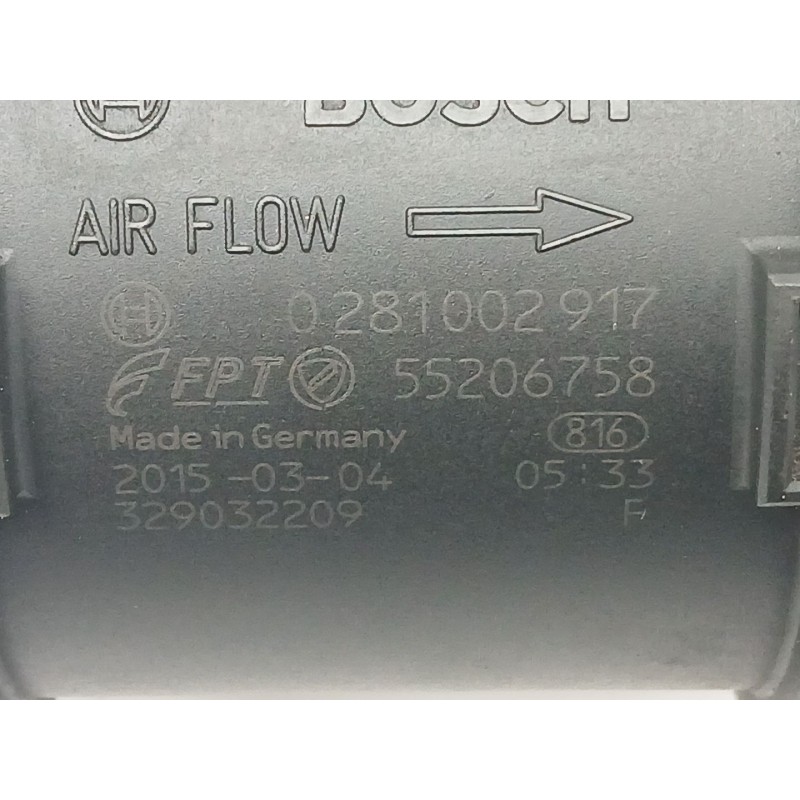 BOSCH
AIR FLOW
0 281 002 917
FPT 55206758
Made in Germany 816
2015-03-04 05:33
329032209 F